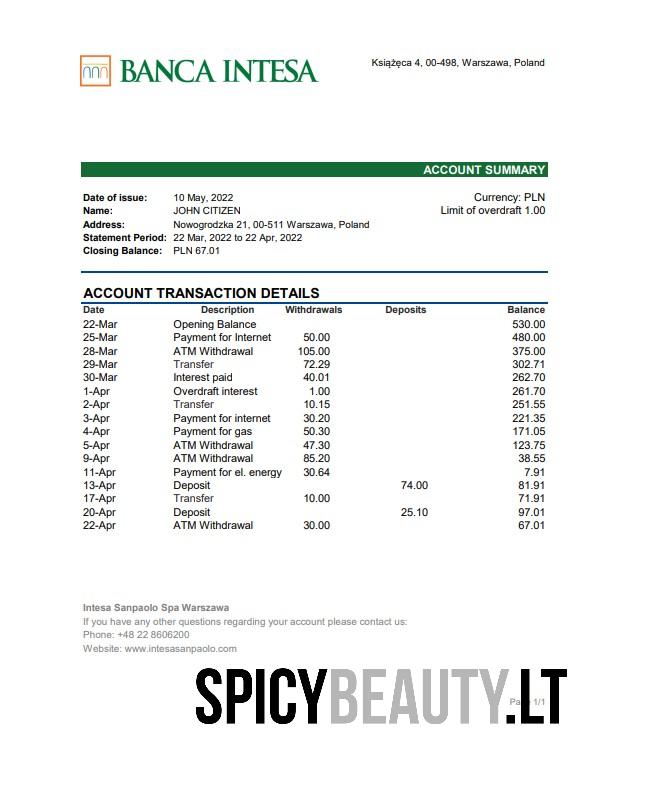 BANCA INTESA
Książęca 4, 00-498, Warszawa, Poland
ACCOUNT SUMMARY
Date of issue: 10 May, 2022 Currency: PLN
Name: JOHN CITIZEN Limit of overdraft 1.00
Address: Nowogrodzka 21, 00-511 Warszawa, Poland
Statement Period: 22 Mar, 2022 to 22 Apr, 2022
Closing Balance: PLN 67.01
ACCOUNT TRANSACTION DETAILS
Date Description Withdrawals Deposits Balance
22-Mar Opening Balance 530.00
25-Mar Payment for Internet 50.00 480.00
28-Mar ATM Withdrawal 105.00 375.00
29-Mar Transfer 72.29 302.71
30-Mar Interest paid 40.01 262.70
1-Apr Overdraft interest 1.00 261.70
2-Apr Transfer 10.15 251.55
3-Apr Payment for internet 30.20 221.35
4-Apr Payment for gas 50.30 171.05
5-Apr ATM Withdrawal 47.30 123.75
9-Apr ATM Withdrawal 85.20 38.55
11-Apr Payment for el. energy 30.64 7.91
13-Apr Deposit 74.00 81.91
17-Apr Transfer 10.00 71.91
20-Apr Deposit 25.10 97.01
22-Apr ATM Withdrawal 30.00 67.01
Intesa Sanpaolo Spa Warszawa
If you have any other questions regarding your account please contact us:
Phone: +48 22 8606200
Website: www.intesasanpaolo.com
SPICYBEAUTY.LT
1/1